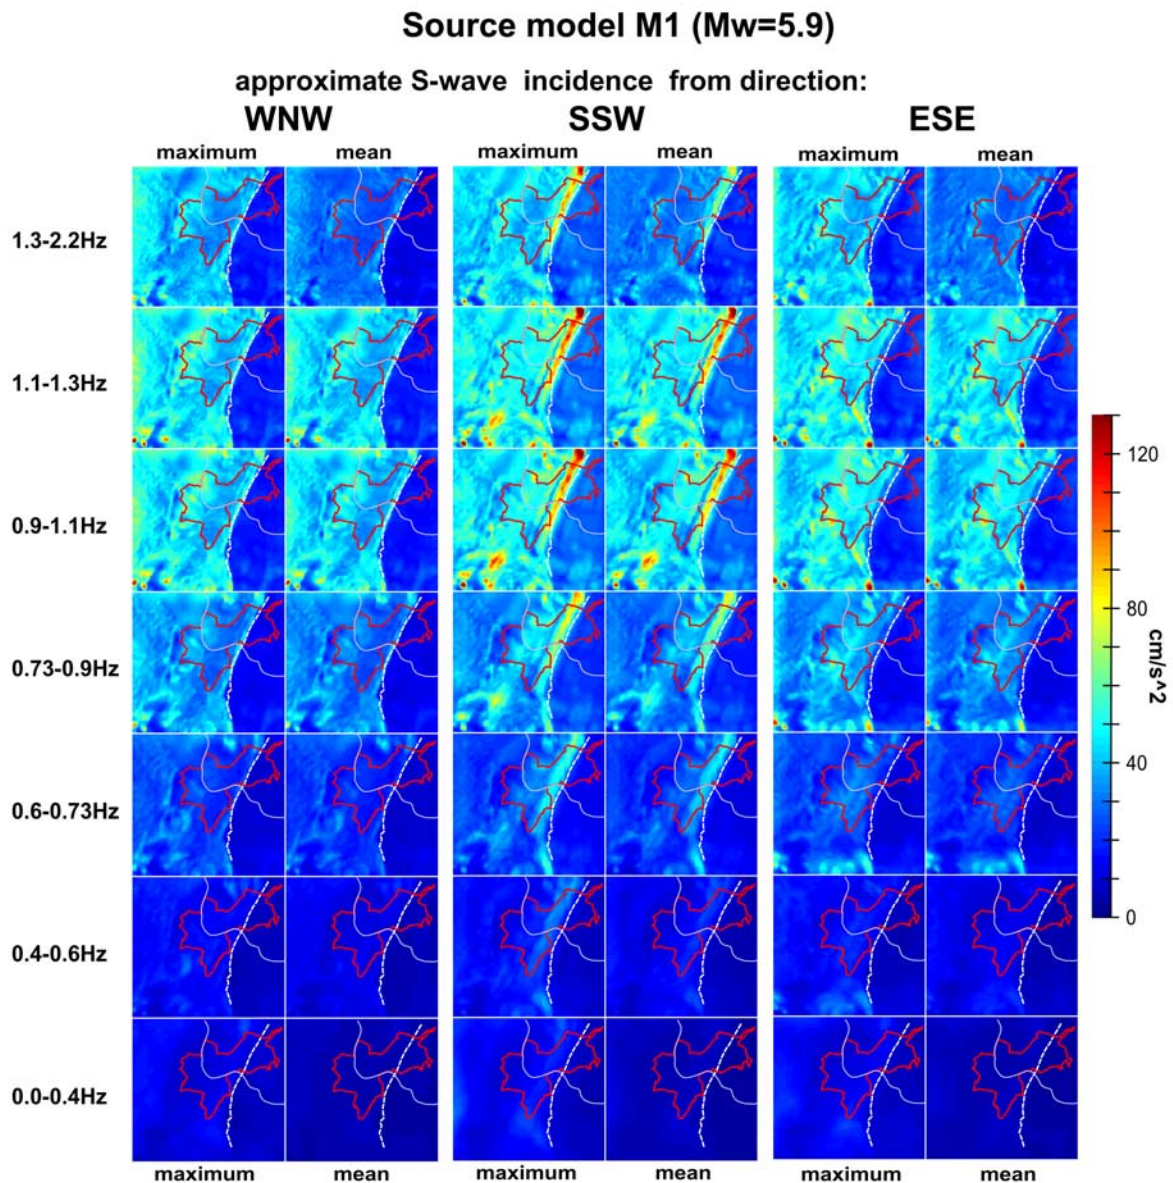 Source model M1 (Mw=5.9)
approximate S-wave incidence from direction:
WNW SSW ESE
maximum mean maximum mean maximum mean
1.3-2.2Hz
1.1-1.3Hz
0.9-1.1Hz
0.73-0.9Hz
0.6-0.73Hz
0.4-0.6Hz
0.0-0.4Hz
maximum mean maximum mean maximum mean
120
80
40
0
cm/s^2